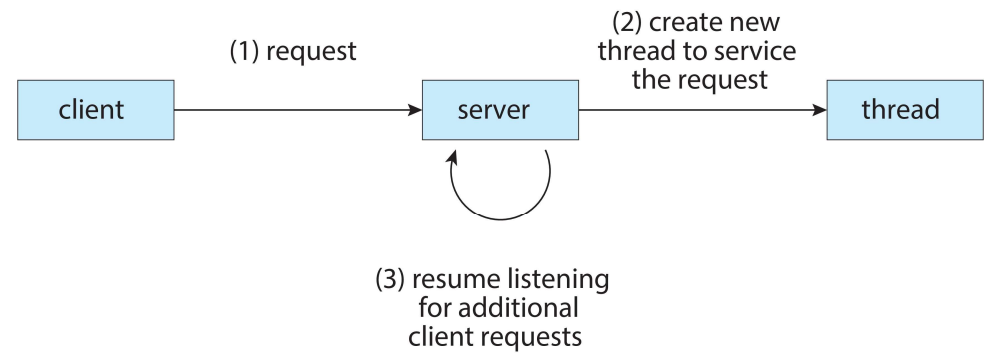 (1) request
(2) create new
thread to service
the request
client
server
thread
(3) resume listening
for additional
client requests